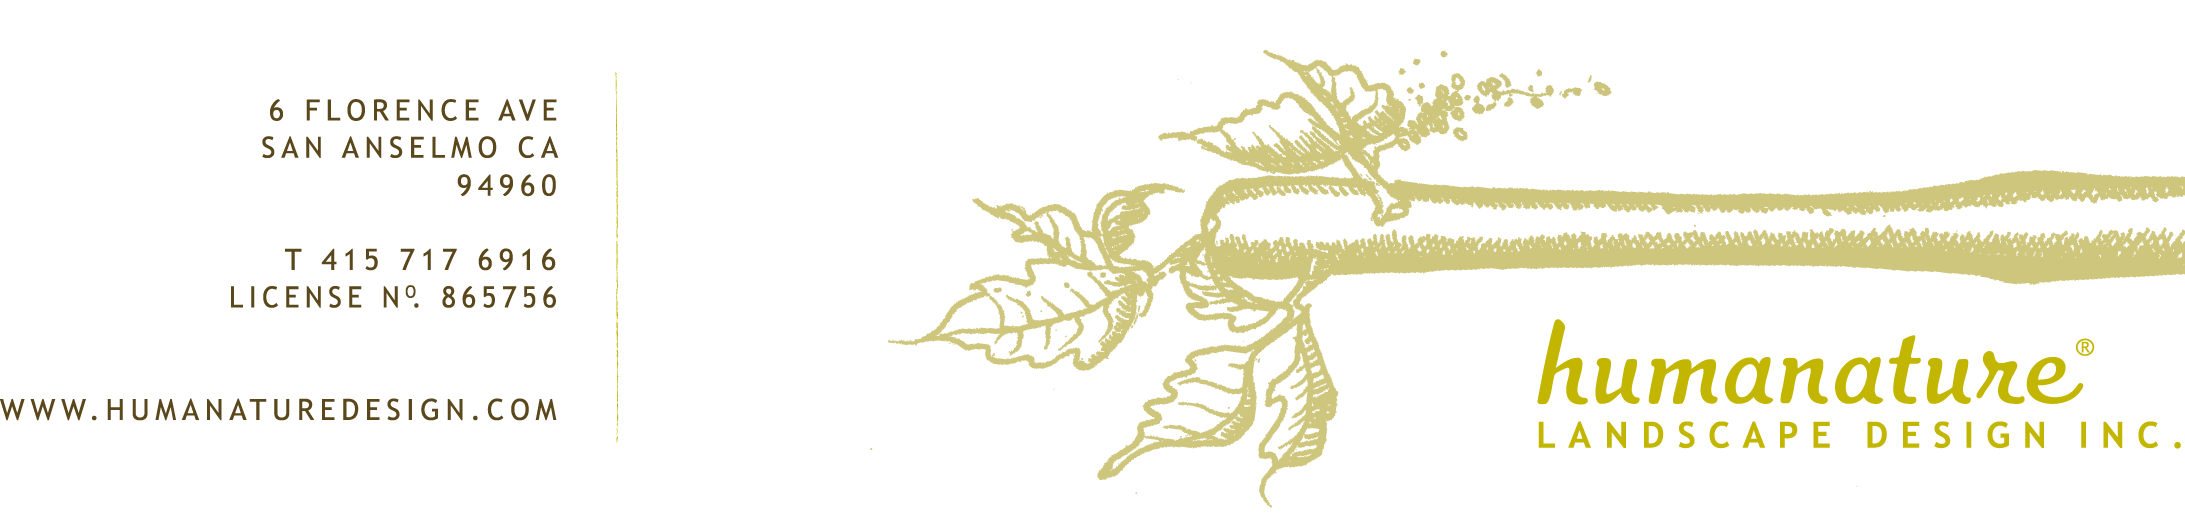 6 FLORENCE AVE
SAN ANSELMO CA
94960
T 415 717 6916
LICENSE Nº. 865756
WWW.HUMANATUREDESIGN.COM
humanature®
LANDSCAPE DESIGN INC.